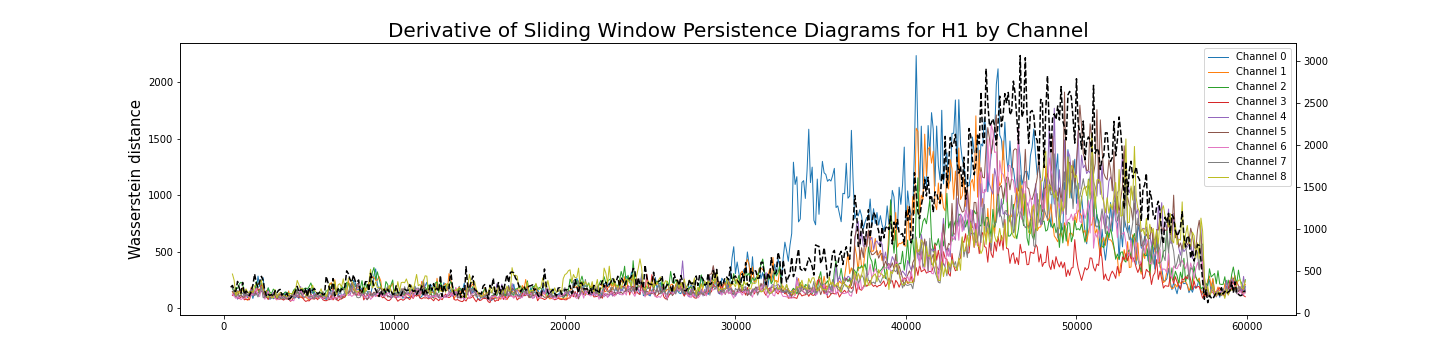 Derivative of Sliding Window Persistence Diagrams for H1 by Channel
Wasserstein distance
2000
1500
1000
500
0
0
10000
20000
30000
40000
50000
60000
3000
2500
2000
1500
1000
500
0
Channel 0
Channel 1
Channel 2
Channel 3
Channel 4
Channel 5
Channel 6
Channel 7
Channel 8